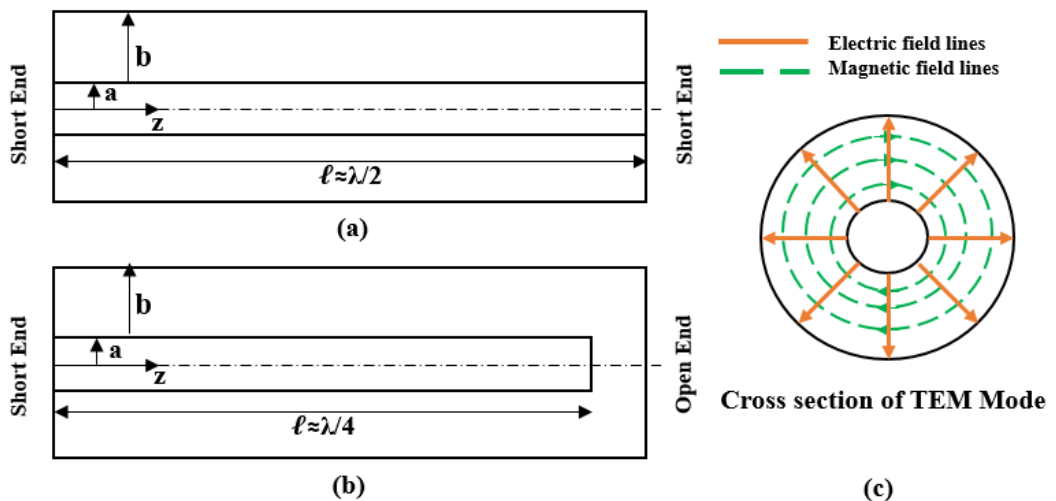 Short End
b
a
z
ℓ≈λ/2
Short End
(a)
Short End
b
a
z
ℓ≈λ/4
Open End
(b)
Electric field lines
Magnetic field lines
Cross section of TEM Mode
(c)